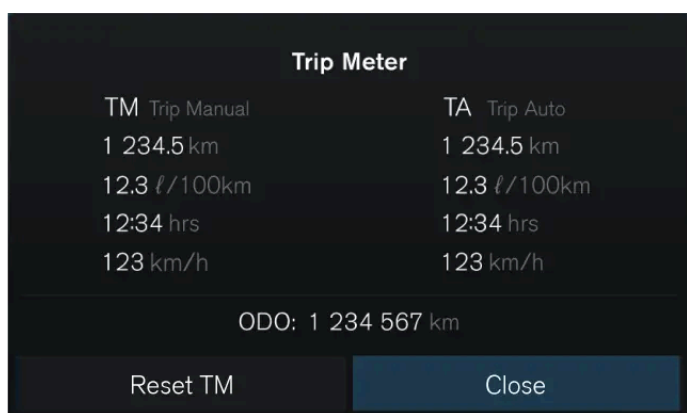 Trip Meter
TM Trip Manual
1 234.5 km
12.3 ℓ/100km
12:34 hrs
123 km/h
TA Trip Auto
1 234.5 km
12.3 ℓ/100km
12:34 hrs
123 km/h
ODO: 1 234 567 km
Reset TM
Close